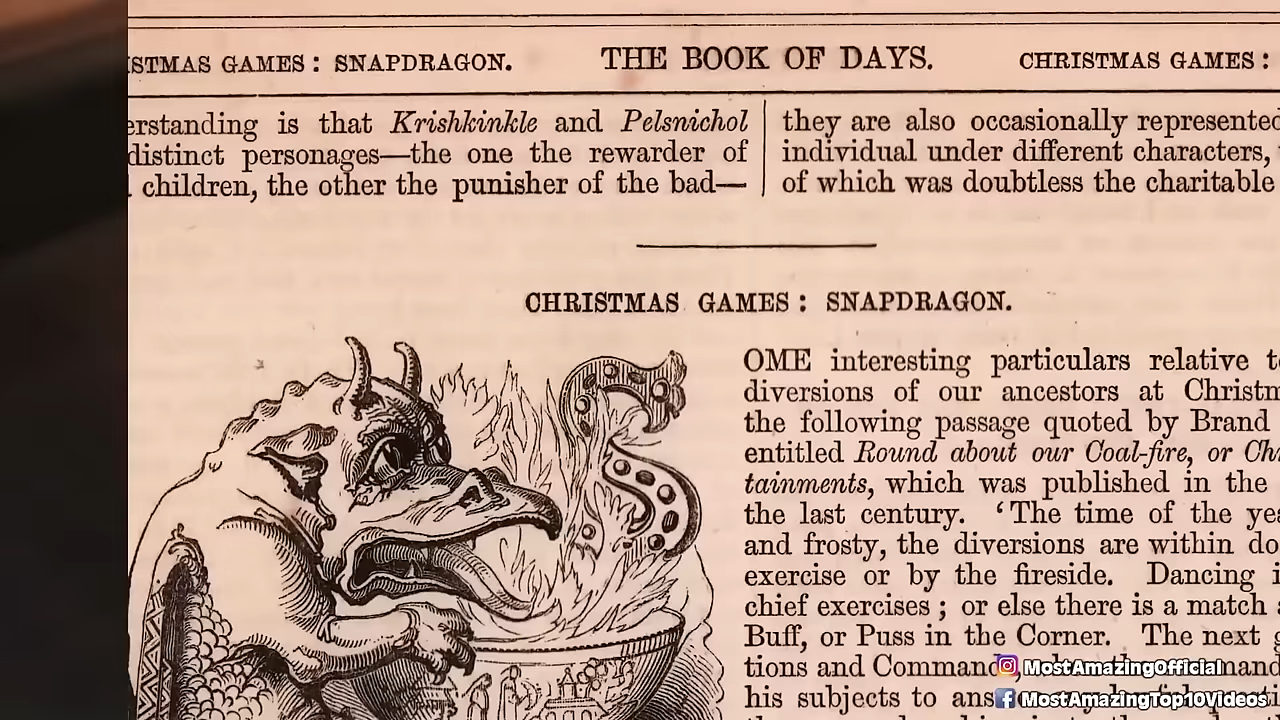 STMAS GAMES: SNAPDRAGON. THE BOOK OF DAYS. CHRISTMAS GAMES:
erstanding is that Krishkinkle and Pelsnichol
distinct personages—the one the rewarder of
children, the other the punisher of the bad—
they are also occasionally represented
individual under different characters,
of which was doubtless the charitable
CHRISTMAS GAMES: SNAPDRAGON.
S
OME interesting particulars relative to
diversions of our ancestors at Christm
the following passage quoted by Brand
entitled Round about our Coal-fire, or Chr
tainments, which was published in the
the last century. 'The time of the yea
and frosty, the diversions are within do
exercise or by the fireside. Dancing i
chief exercises; or else there is a match
Buff, or Puss in the Corner. The next g
tions and Command
his subjects to ans
MostAmazingOfficial
MostAmazingTop10Videos